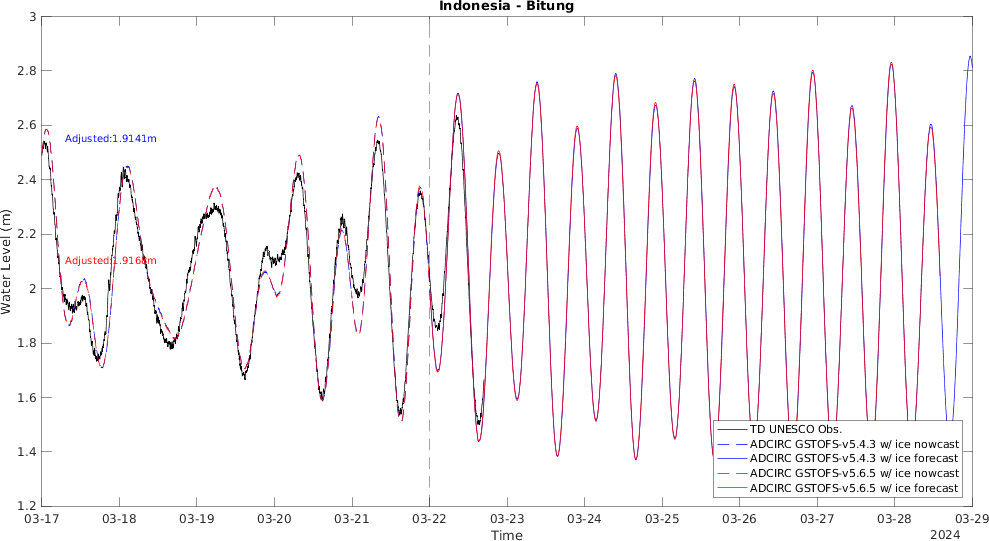 Indonesia - Bitung
Water Level (m)
3
2.8
2.6
2.4
2.2
2
1.8
1.6
1.4
1.2
Adjusted:1.9141m
Adjusted:1.9168m
TD UNESCO Obs.
ADCIRC GSTOFS-v5.4.3 w/ ice nowcast
ADCIRC GSTOFS-v5.4.3 w/ ice forecast
ADCIRC GSTOFS-v5.6.5 w/ ice nowcast
ADCIRC GSTOFS-v5.6.5 w/ ice forecast
03-17 03-18 03-19 03-20 03-21 03-22 03-23 03-24 03-25 03-26 03-27 03-28 03-29
Time
2024